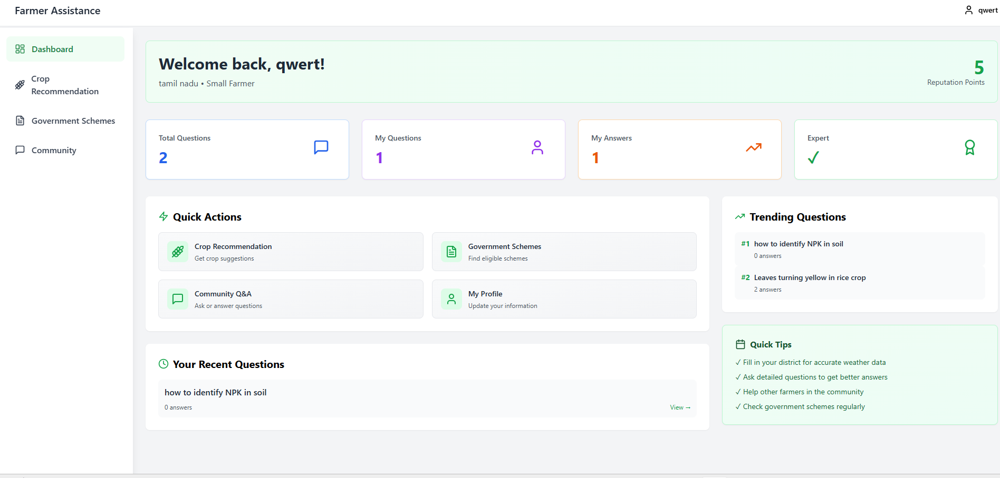 Farmer Assistance
qwert
Dashboard
Crop
Recommendation
Government Schemes
Community
Welcome back, qwert!
tamil nadu • Small Farmer
5
Reputation Points
Total Questions
2
My Questions
1
My Answers
1
Expert
✓
Quick Actions
Crop Recommendation
Get crop suggestions
Government Schemes
Find eligible schemes
Community Q&A
Ask or answer questions
My Profile
Update your information
Your Recent Questions
how to identify NPK in soil
0 answers
View →
Trending Questions
#1 how to identify NPK in soil
0 answers
#2 Leaves turning yellow in rice crop
2 answers
Quick Tips
✓ Fill in your district for accurate weather data
✓ Ask detailed questions to get better answers
✓ Help other farmers in the community
✓ Check government schemes regularly